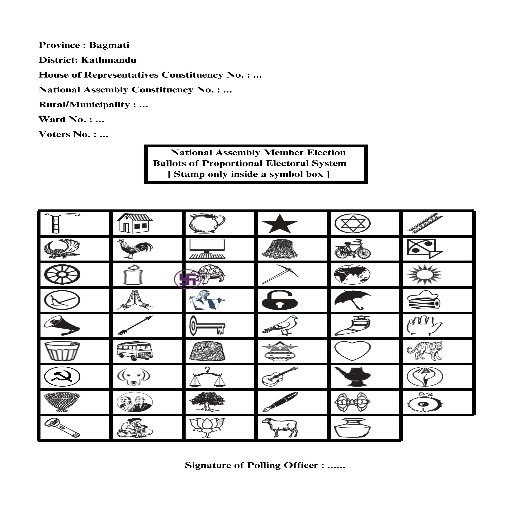 Province : Bagmati
District: Kathmandu
House of Representatives Constituency No. : ...
National Assembly Constituency No. : ...
Rural/Municipality : ...
Ward No. : ...
Voters No. : ...
National Assembly Member Election
Ballots of Proportional Electoral System
[ Stamp only inside a symbol box ]
Signature of Polling Officer : ......